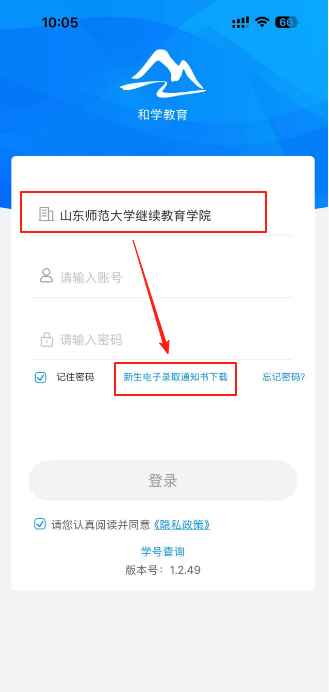 10:05
66
和学教育
山东师范大学继续教育学院
请输入账号
请输入密码
记住密码 新生电子录取通知书下载 忘记密码?
登录
请您认真阅读并同意《隐私政策》
学号查询
版本号：1.2.49